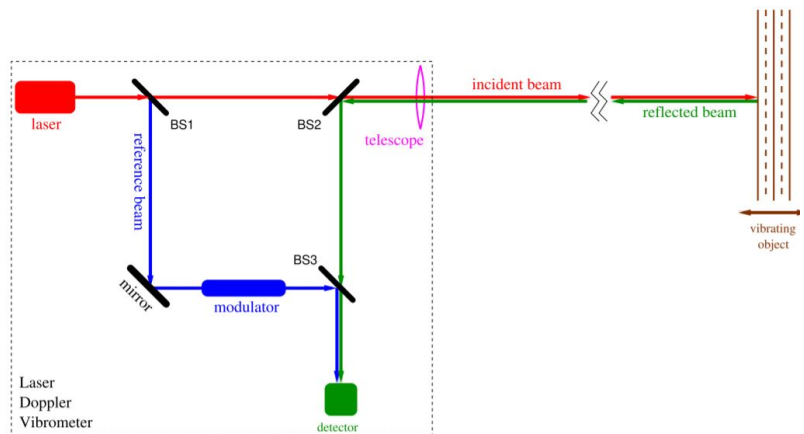 laser
BS1
BS2
incident beam
reflected beam
telescope
reference beam
vibrating
object
BS3
mirror
modulator
Laser
Doppler
Vibrometer
detector